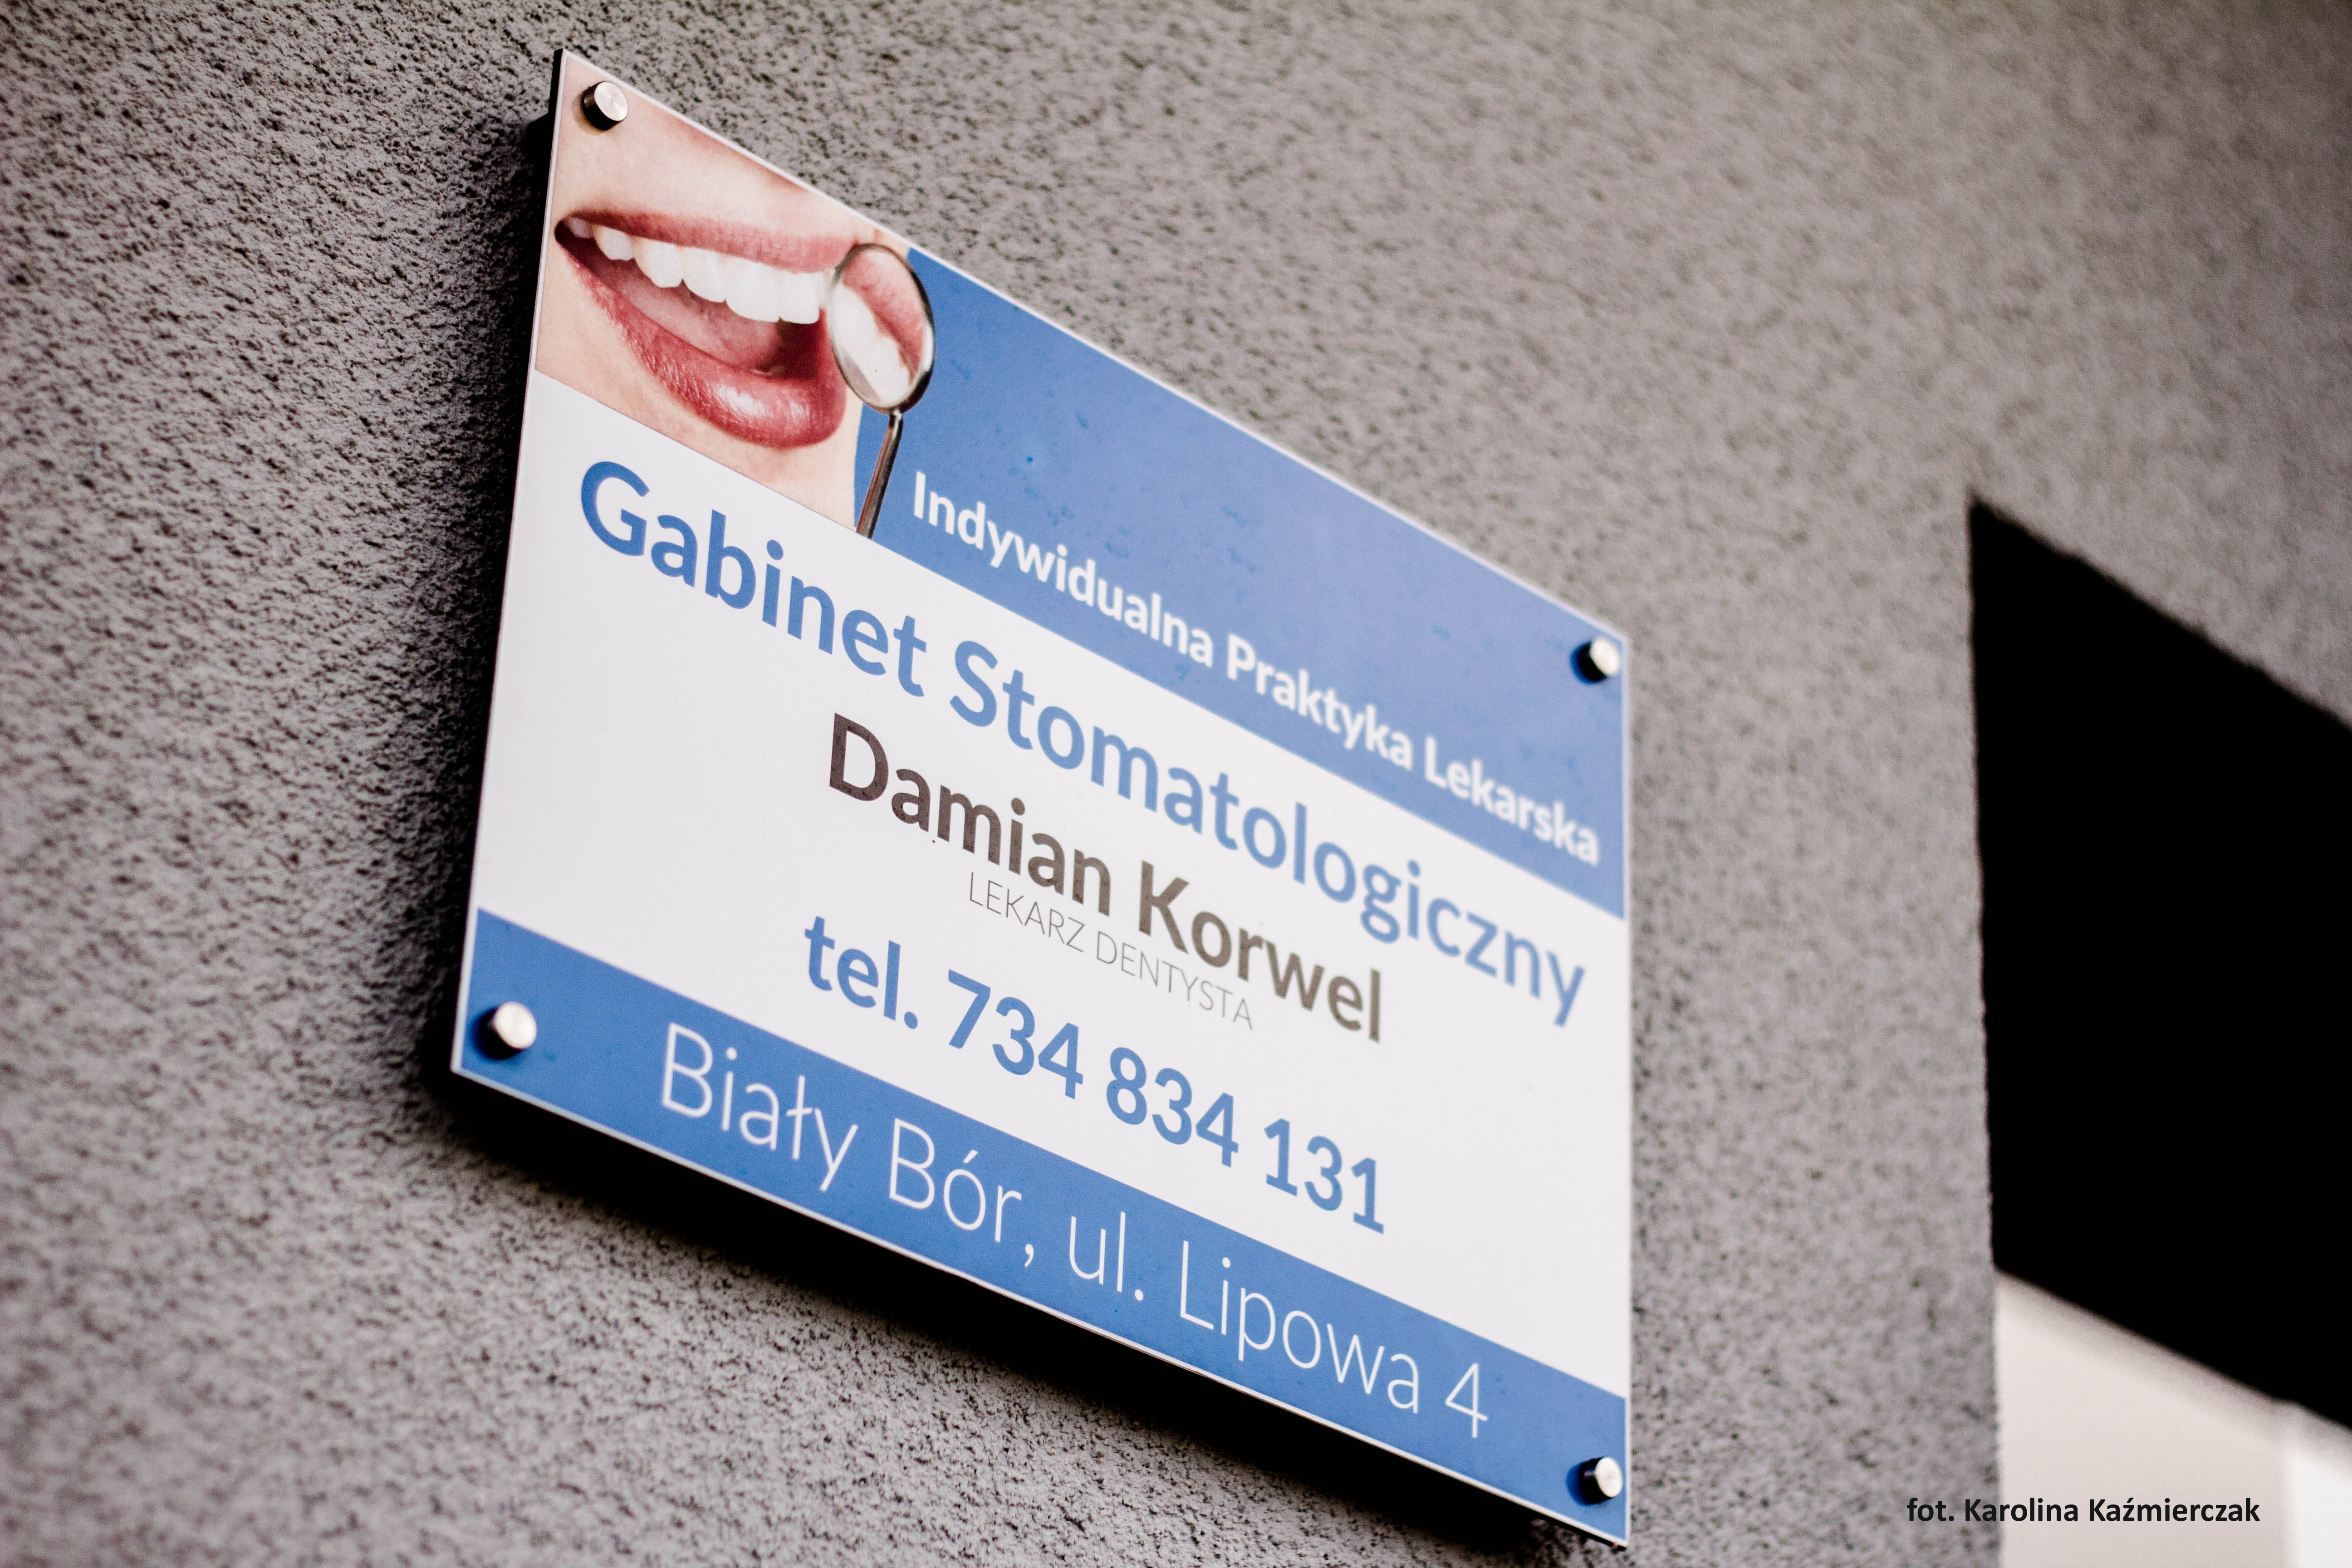 Indywidualna Praktyka Lekarska
Gabinet Stomatologiczny
Damian Korwel
LEKARZ DENTYSTA
tel. 734 834 131
Biały Bór, ul. Lipowa 4
fot. Karolina Kaźmierczak